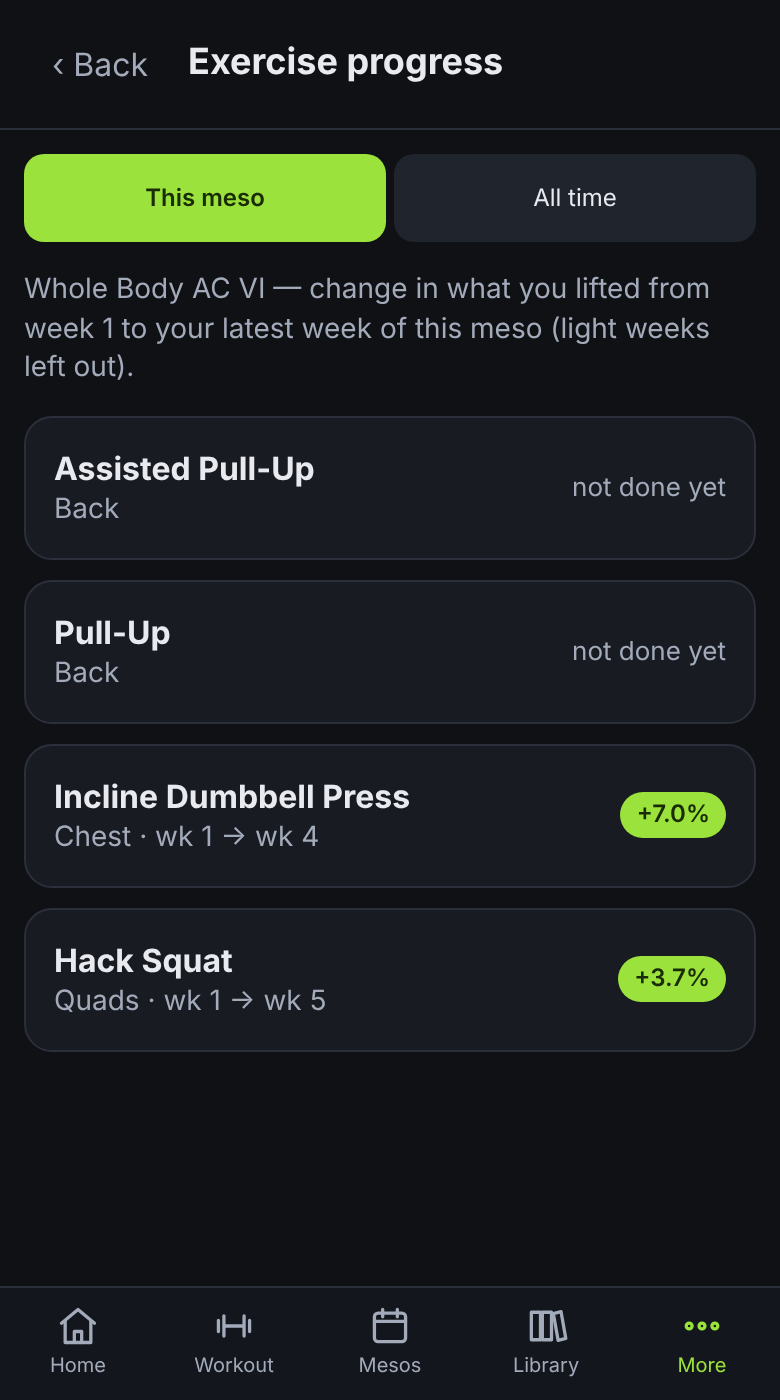 ‹ Back
Exercise progress
This meso
All time
Whole Body AC VI — change in what you lifted from
week 1 to your latest week of this meso (light weeks
left out).
Assisted Pull-Up
Back
not done yet
Pull-Up
Back
not done yet
Incline Dumbbell Press
Chest · wk 1 → wk 4
+7.0%
Hack Squat
Quads · wk 1 → wk 5
+3.7%
Home
Workout
Mesos
Library
More